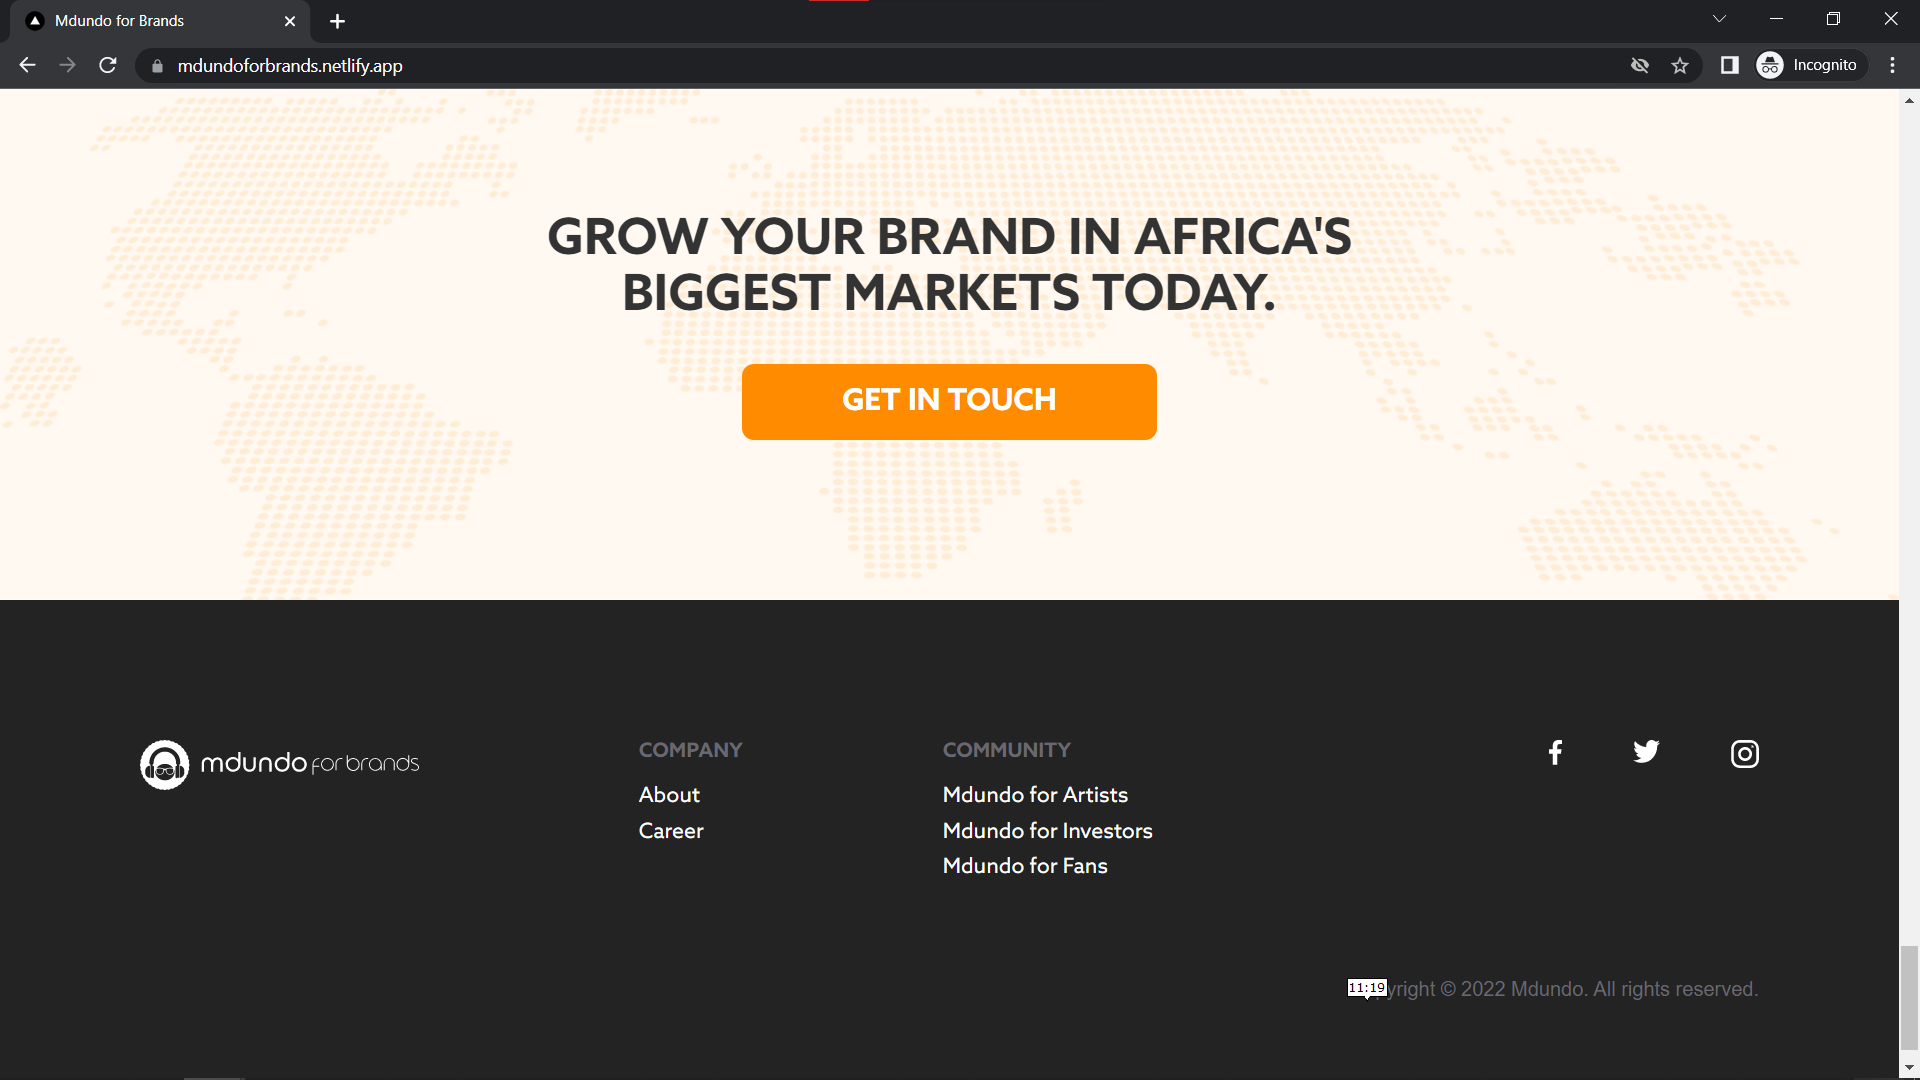 Mdundo for Brands
mdundoforbrands.netlify.app
Incognito
GROW YOUR BRAND IN AFRICA'S
BIGGEST MARKETS TODAY.
GET IN TOUCH
mdundo for brands
COMPANY
About
Career
COMMUNITY
Mdundo for Artists
Mdundo for Investors
Mdundo for Fans
11:19
yright © 2022 Mdundo. All rights reserved.